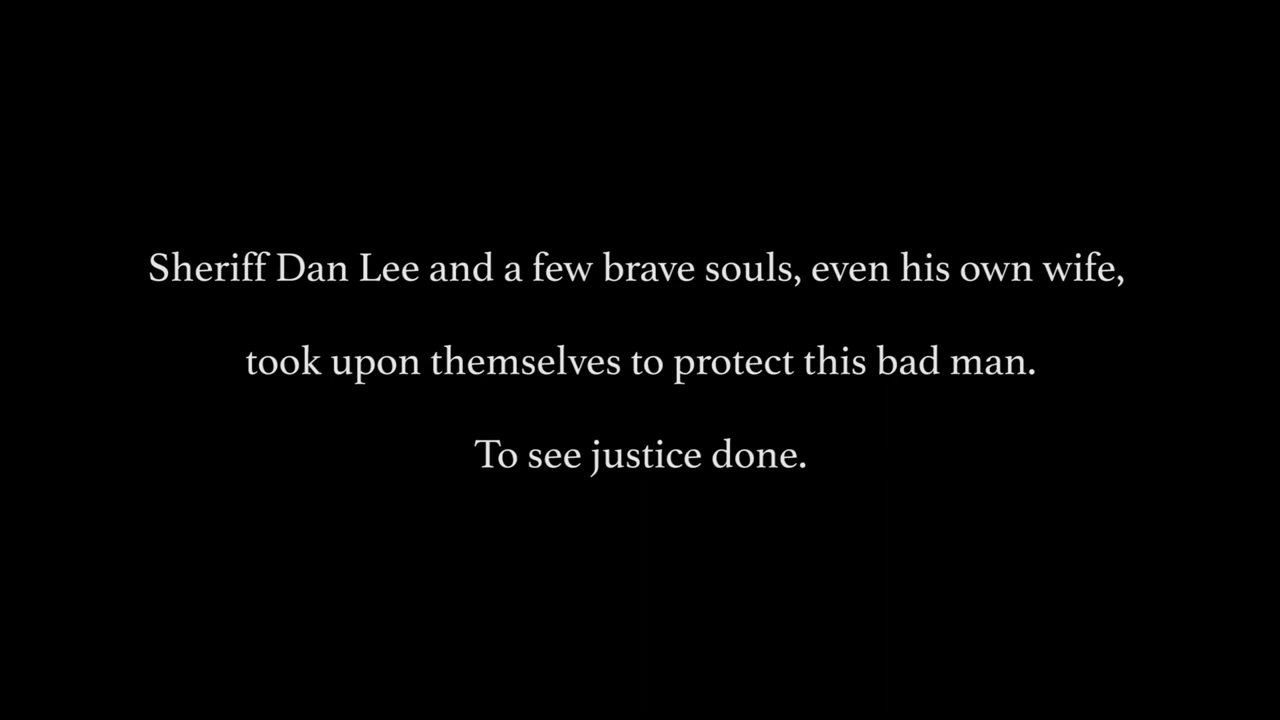 Sheriff Dan Lee and a few brave souls, even his own wife,
took upon themselves to protect this bad man.
To see justice done.